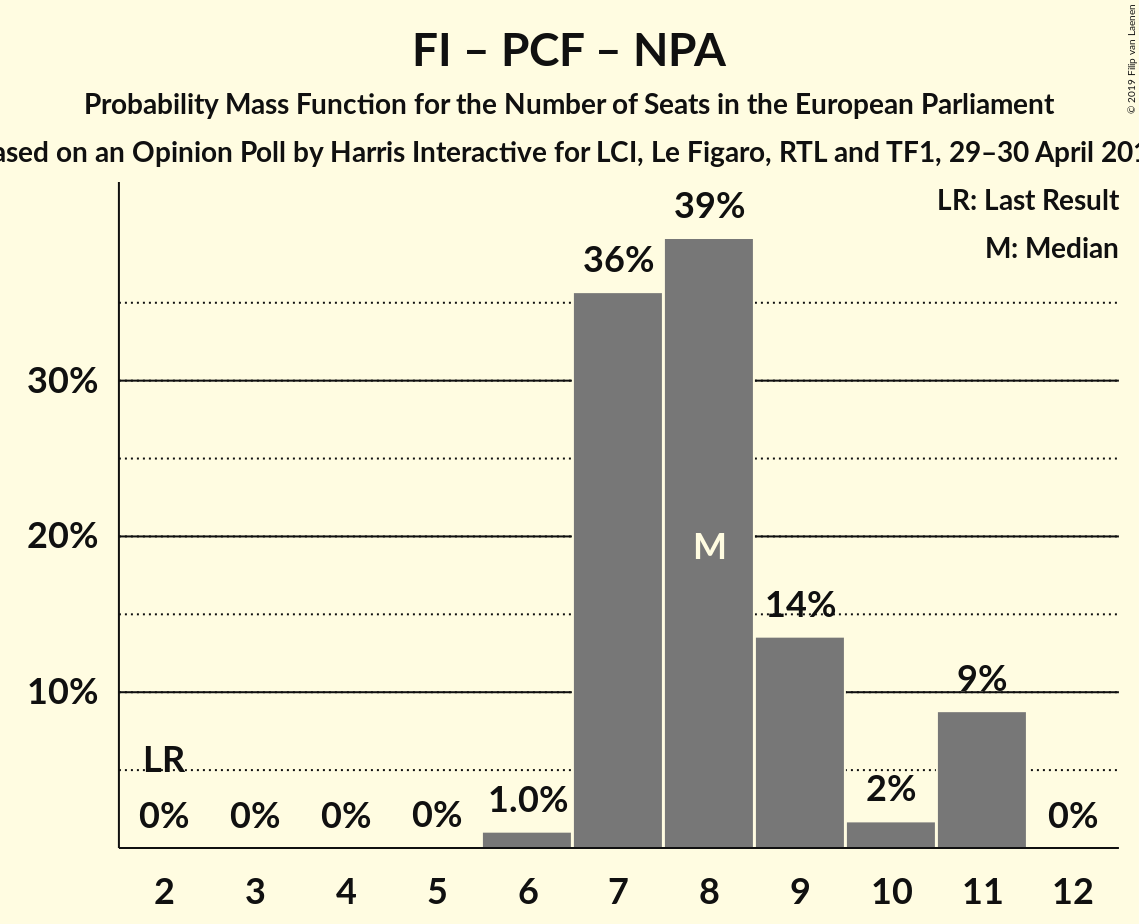 FI – PCF – NPA
Probability Mass Function for the Number of Seats in the European Parliament
on an Opinion Poll by Harris Interactive for LCI, Le Figaro, RTL and TF1, 29–30 April
© 2019 Filip van Laenen
LR: Last Result
M: Median
39%
36%
30%
20%
M
14%
10%
9%
LR
2%
1.0%
0% 0% 0% 0% 0%
2 3 4 5 6 7 8 9 10 11 12